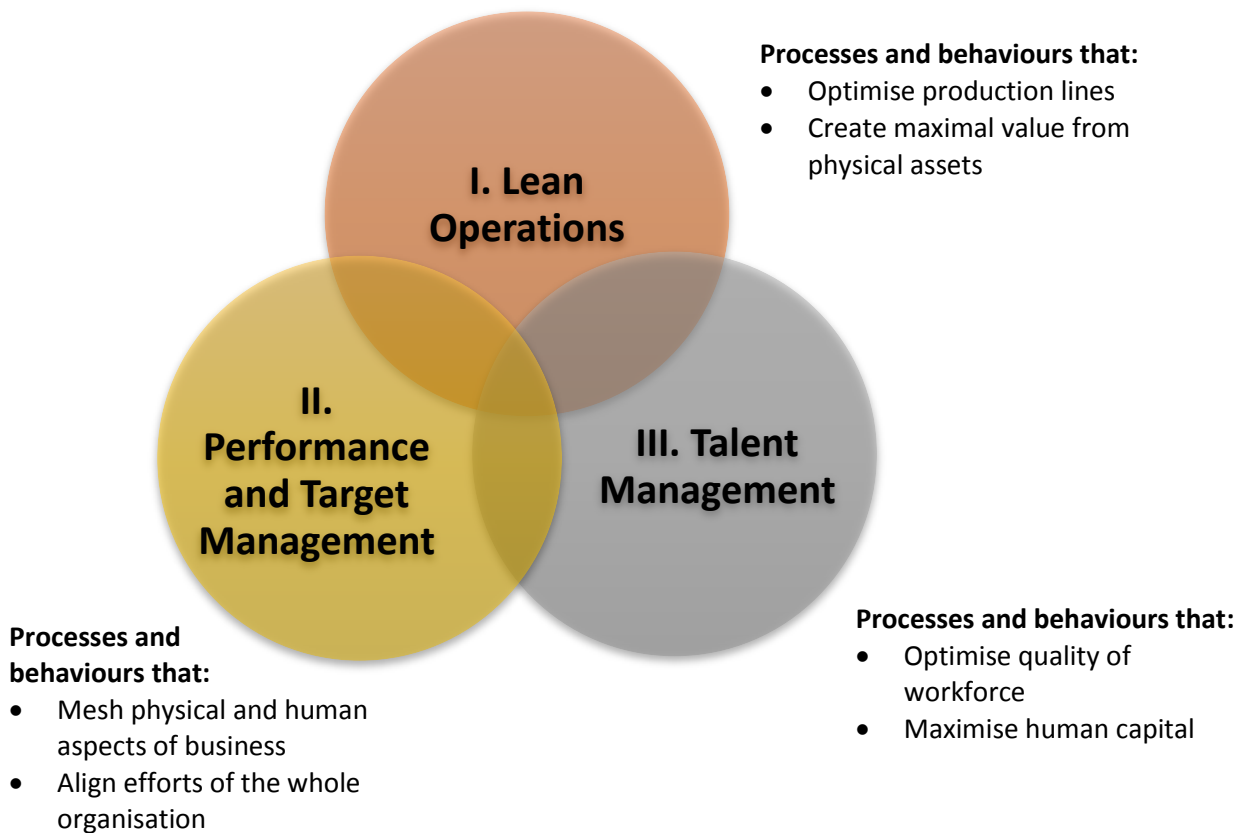 Processes and behaviours that:
• Optimise production lines
• Create maximal value from
physical assets
I. Lean
Operations
II.
Performance
and Target
Management
III. Talent
Management
Processes and
behaviours that:
• Mesh physical and human
aspects of business
• Align efforts of the whole
organisation
Processes and behaviours that:
• Optimise quality of
workforce
• Maximise human capital